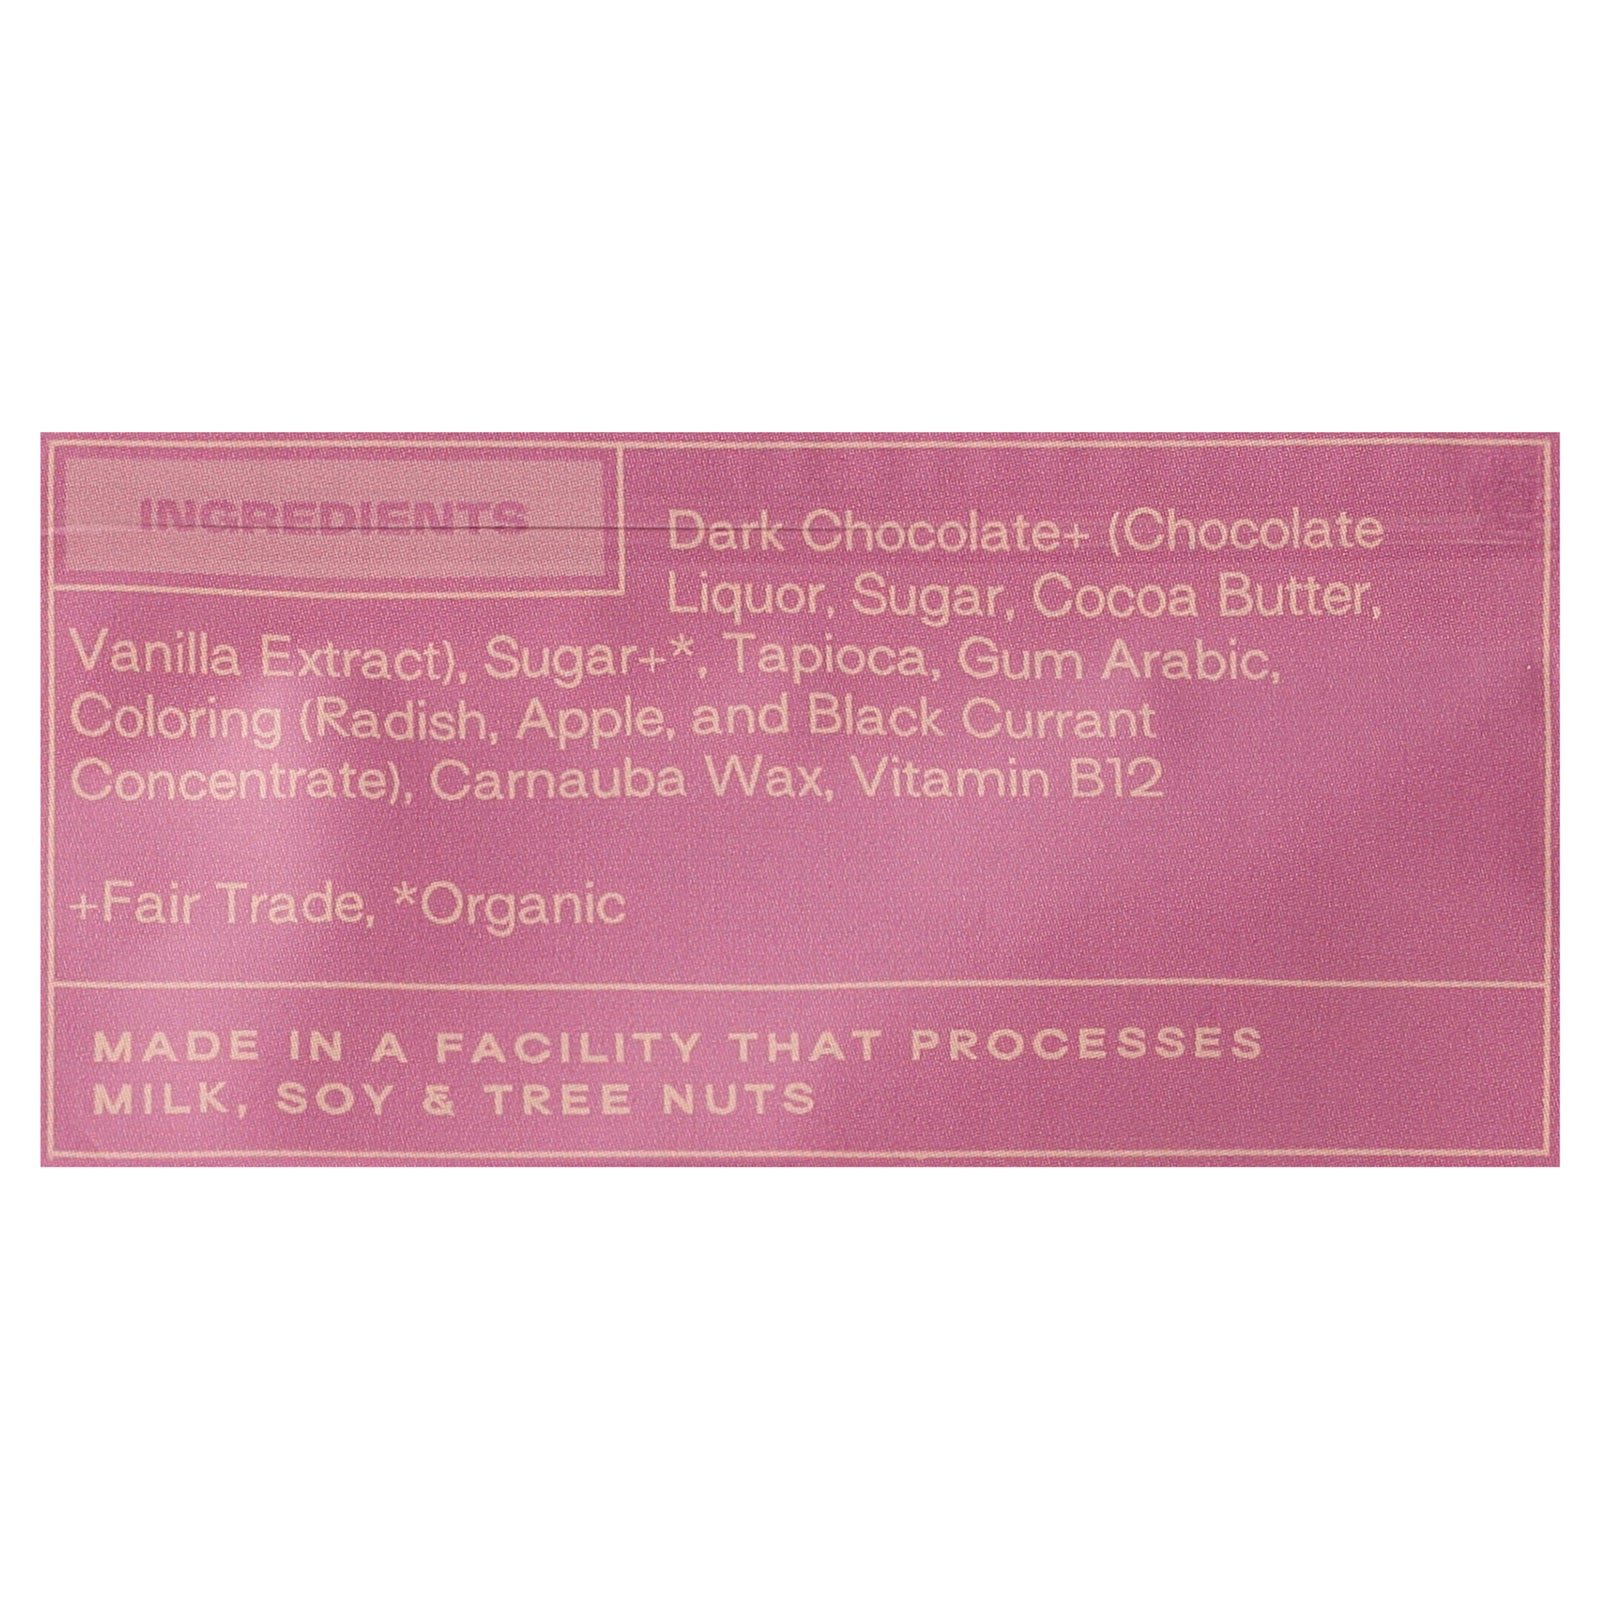 INGREDIENTS
Dark Chocolate+ (Chocolate
Liquor, Sugar, Cocoa Butter,
Vanilla Extract), Sugar+*, Tapioca, Gum Arabic,
Coloring (Radish, Apple, and Black Currant
Concentrate), Carnauba Wax, Vitamin B12
+Fair Trade, *Organic
MADE IN A FACILITY THAT PROCESSES
MILK, SOY & TREE NUTS